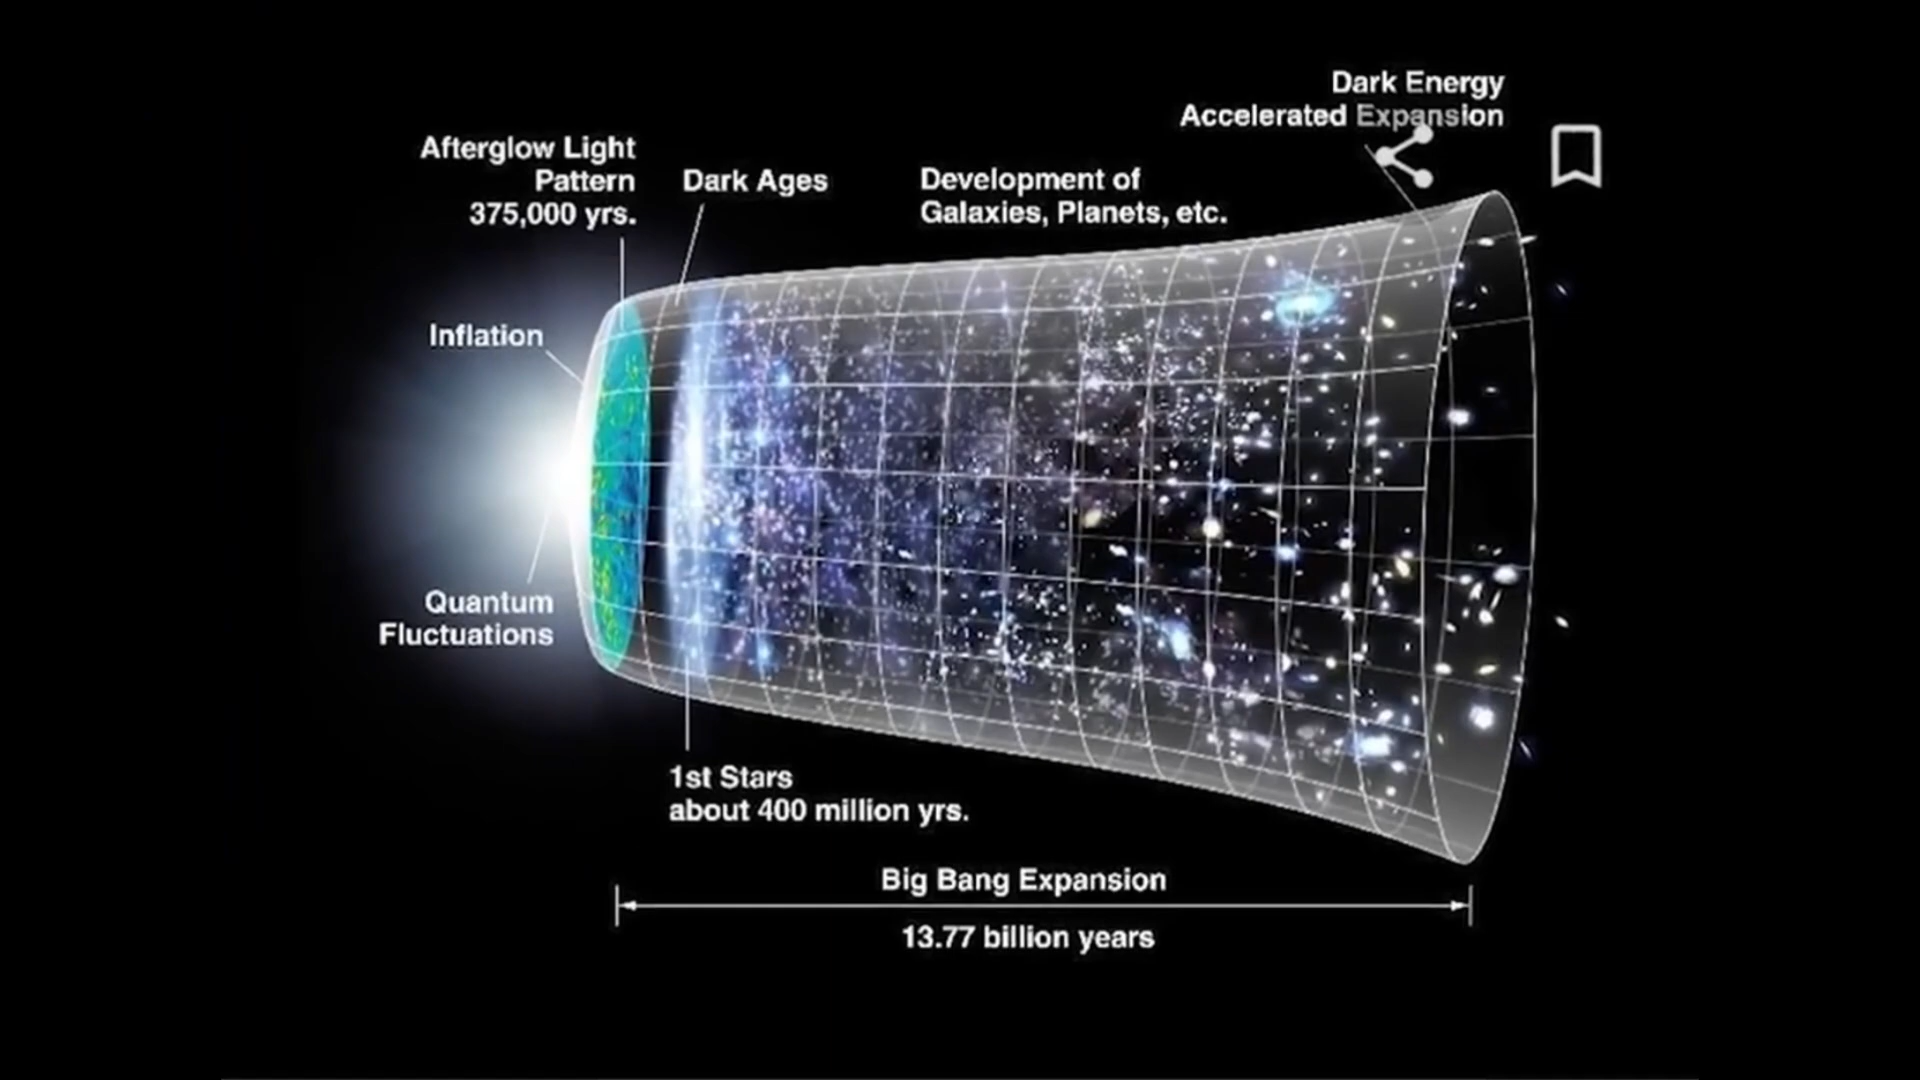 Dark Energy
Accelerated Expansion
Afterglow Light
Pattern
375,000 yrs.
Dark Ages
Development of
Galaxies, Planets, etc.
Inflation
Quantum
Fluctuations
1st Stars
about 400 million yrs.
Big Bang Expansion
13.77 billion years